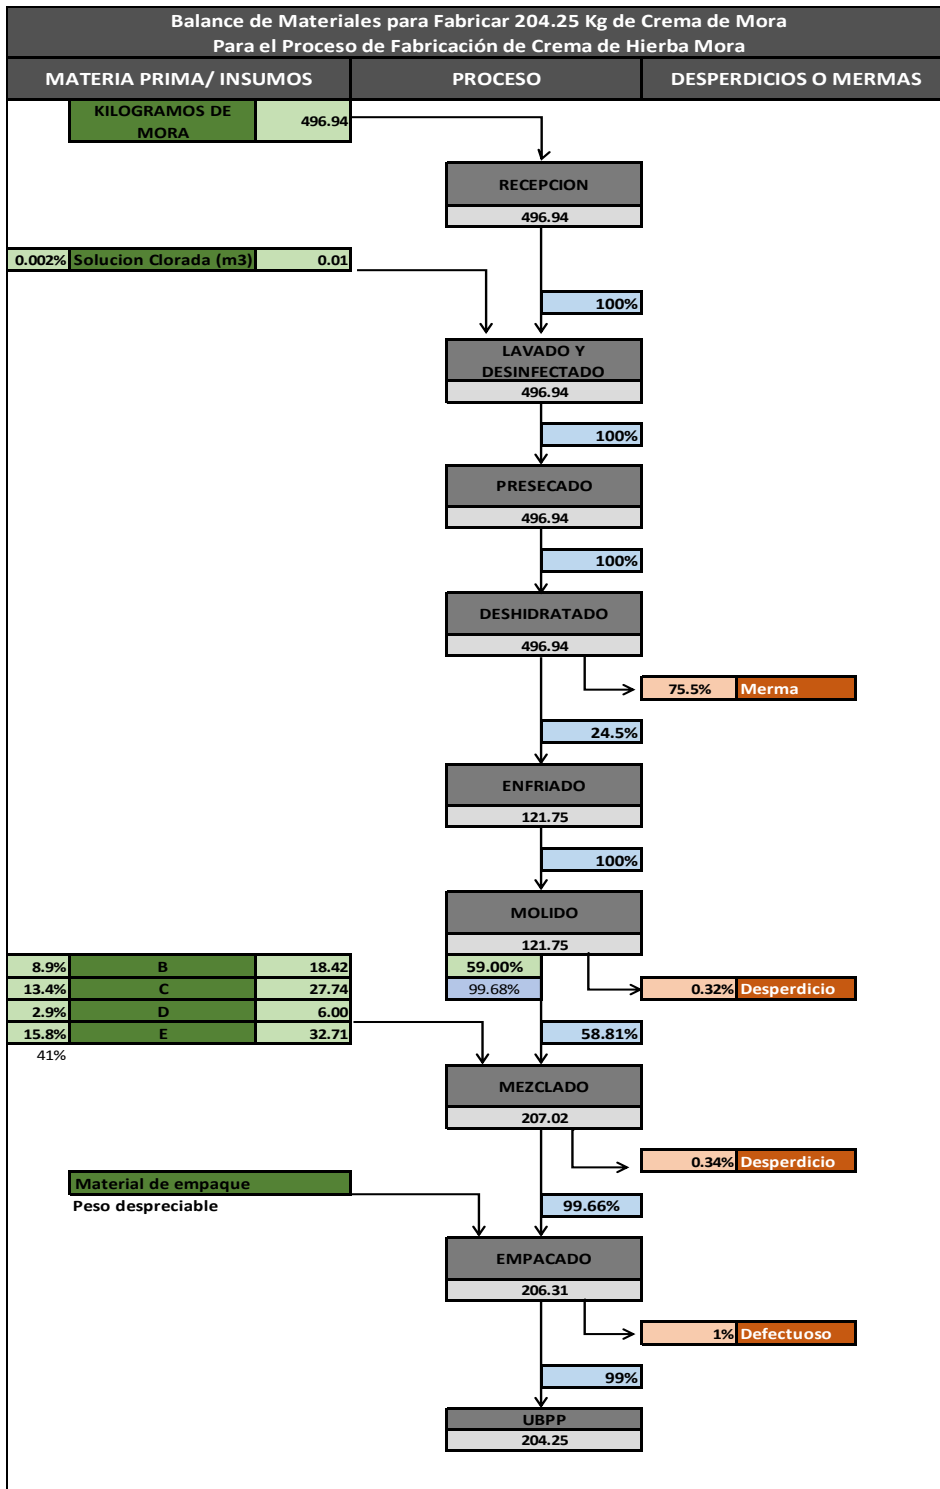 Balance de Materiales para Fabricar 204.25 Kg de Crema de Mora
Para el Proceso de Fabricación de Crema de Hierba Mora
MATERIA PRIMA/ INSUMOS PROCESO DESPERDICIOS O MERMAS
KILOGRAMOS DE
MORA
496.94
RECEPCION
496.94
0.002% Solucion Clorada (m3) 0.01
100%
LAVADO Y
DESINFECTADO
496.94
100%
PRESECADO
496.94
100%
DESHIDRATADO
496.94
75.5% Merma
24.5%
ENFRIADO
121.75
100%
MOLIDO
121.75
8.9% B 18.42 59.00%
13.4% C 27.74 99.68% 0.32% Desperdicio
2.9% D 6.00
15.8% E 32.71 58.81%
41%
MEZCLADO
207.02
0.34% Desperdicio
Material de empaque
Peso despreciable 99.66%
EMPACADO
206.31
1% Defectuoso
99%
UBPP
204.25